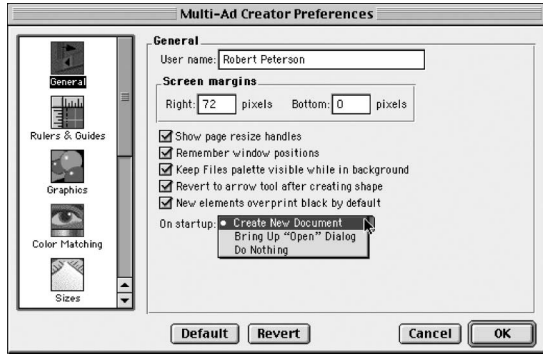 Multi-Ad Creator Preferences
General
Rulers & Guides
Graphics
Color Matching
Sizes
General
User name: Robert Peterson
Screen margins
Right: 72 pixels Bottom: 0 pixels
Show page resize handles
Remember window positions
Keep Files palette visible while in background
Revert to arrow tool after creating shape
New elements overprint black by default
On startup: • Create New Document
Bring Up “Open” Dialog
Do Nothing
Default Revert Cancel OK